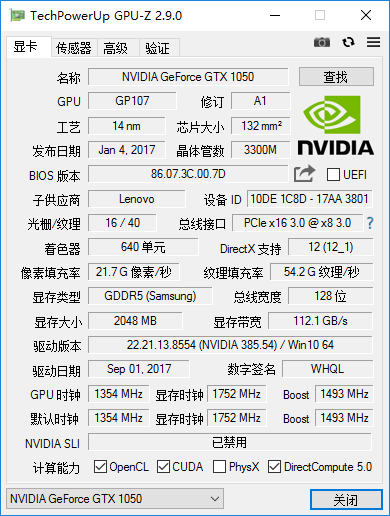 TechPowerUp GPU-Z 2.9.0
显卡 传感器 高级 验证
名称 NVIDIA GeForce GTX 1050 查找
GPU GP107 修订 A1
工艺 14 nm 芯片大小 132 mm²
发布日期 Jan 4, 2017 晶体管数 3300M
NVIDIA
BIOS 版本 86.07.3C.00.7D UEFI
子供应商 Lenovo 设备 ID 10DE 1C8D - 17AA 3801
光栅/纹理 16 / 40 总线接口 PCIe x16 3.0 @ x8 3.0 ?
着色器 640 单元 DirectX 支持 12 (12_1)
像素填充率 21.7 G 像素/秒 纹理填充率 54.2 G 纹理/秒
显存类型 GDDR5 (Samsung) 总线宽度 128 位
显存大小 2048 MB 显存带宽 112.1 GB/s
驱动版本 22.21.13.8554 (NVIDIA 385.54) / Win10 64
驱动日期 Sep 01, 2017 数字签名 WHQL
GPU 时钟 1354 MHz 显存时钟 1752 MHz Boost 1493 MHz
默认时钟 1354 MHz 显存时钟 1752 MHz Boost 1493 MHz
NVIDIA SLI 已禁用
计算能力 OpenCL CUDA PhysX DirectCompute 5.0
NVIDIA GeForce GTX 1050 关闭